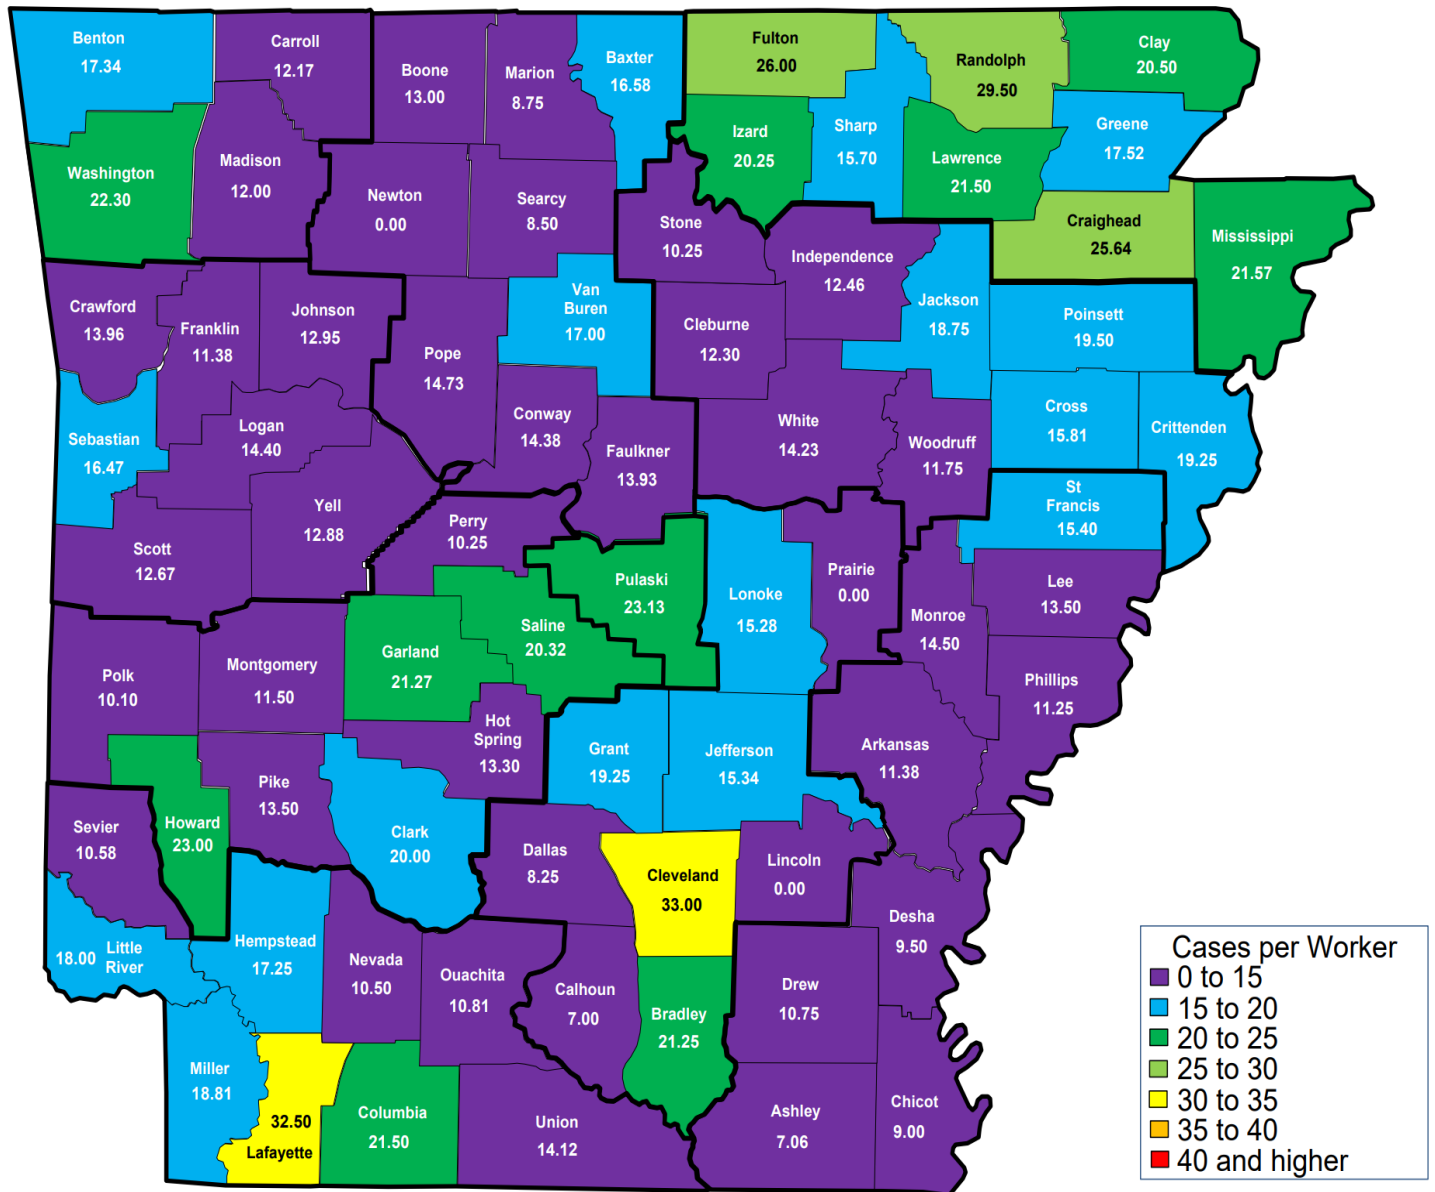 Benton
17.34
Carroll
12.17
Boone
13.00
Marion
8.75
Baxter
16.58
Fulton
26.00
Randolph
29.50
Clay
20.50
Washington
22.30
Madison
12.00
Newton
0.00
Searcy
8.50
Stone
10.25
Izard
20.25
Sharp
15.70
Lawrence
21.50
Greene
17.52
Craighead
25.64
Mississippi
21.57
Independence
12.46
Jackson
18.75
Poinsett
19.50
Crawford
13.96
Franklin
11.38
Johnson
12.95
Pope
14.73
Van
Buren
17.00
Cleburne
12.30
Sebastian
16.47
Logan
14.40
Conway
14.38
Faulkner
13.93
White
14.23
Woodruff
11.75
Cross
15.81
Crittenden
19.25
Scott
12.67
Yell
12.88
Perry
10.25
Pulaski
23.13
Lonoke
15.28
Prairie
0.00
St
Francis
15.40
Monroe
14.50
Lee
13.50
Phillips
11.25
Polk
10.10
Montgomery
11.50
Garland
21.27
Saline
20.32
Hot
Spring
13.30
Grant
19.25
Jefferson
15.34
Arkansas
11.38
Sevier
10.58
Howard
23.00
Pike
13.50
Clark
20.00
Dallas
8.25
Cleveland
33.00
Lincoln
0.00
Desha
9.50
18.00 Little
River
Hempstead
17.25
Nevada
10.50
Ouachita
10.81
Calhoun
7.00
Bradley
21.25
Drew
10.75
Miller
18.81
32.50
Lafayette
Columbia
21.50
Union
14.12
Ashley
7.06
Chicot
9.00
Cases per Worker
0 to 15
15 to 20
20 to 25
25 to 30
30 to 35
35 to 40
40 and higher